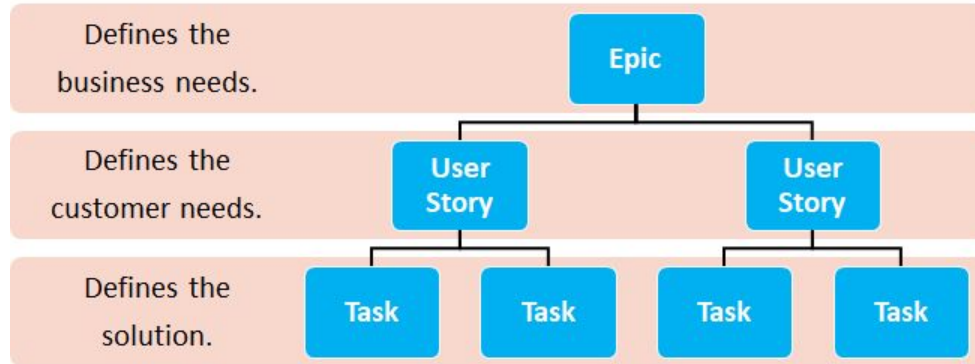 Defines the
business needs.
Epic
Defines the
customer needs.
User
Story
User
Story
Defines the
solution.
Task
Task
Task
Task